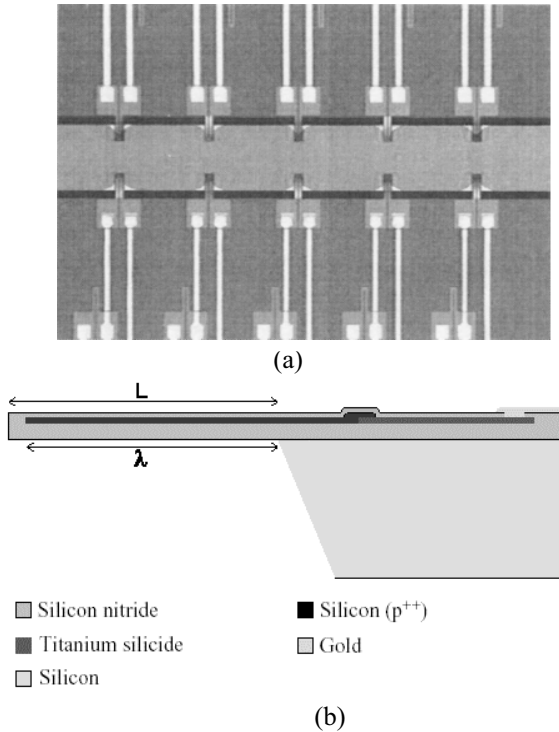 (a)
L
λ
Silicon nitride
Silicon (p++)
Titanium silicide
Gold
Silicon
(b)